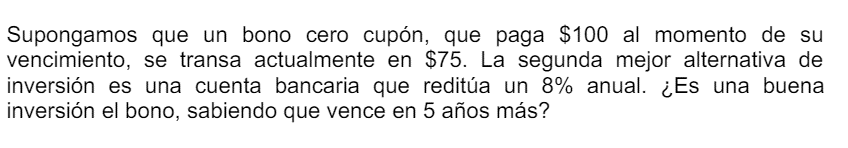 Supongamos que un bono cero cupón, que paga $100 al momento de su
vencimiento, se transa actualmente en $75. La segunda mejor alternativa de
inversión es una cuenta bancaria que reditúa un 8% anual. ¿Es una buena
inversión el bono, sabiendo que vence en 5 años más?